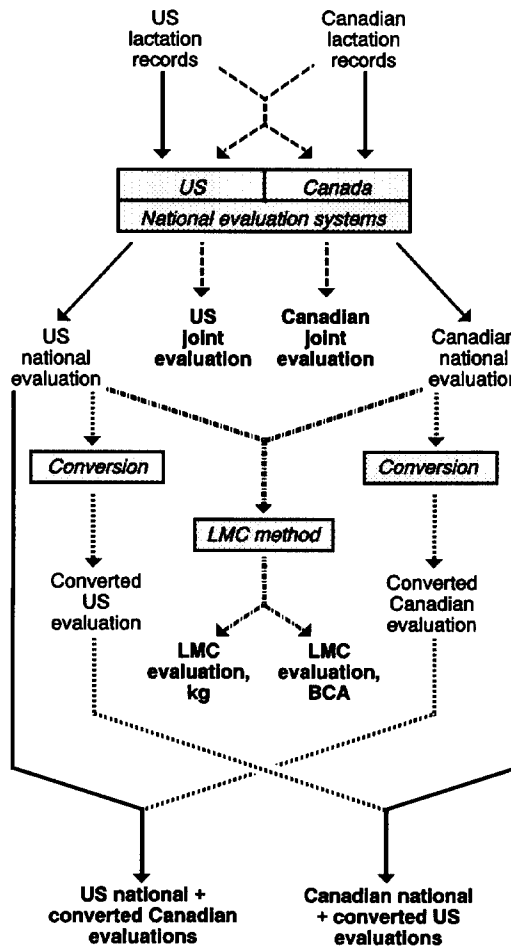 US
lactation
records
Canadian
lactation
records
US
Canada
National evaluation systems
US
national
evaluation
US
joint
evaluation
Canadian
joint
evaluation
Canadian
national
evaluation
Conversion
Conversion
LMC method
Converted
US
evaluation
Converted
Canadian
evaluation
LMC
evaluation,
kg
LMC
evaluation,
BCA
US national +
converted Canadian
evaluations
Canadian national
+ converted US
evaluations